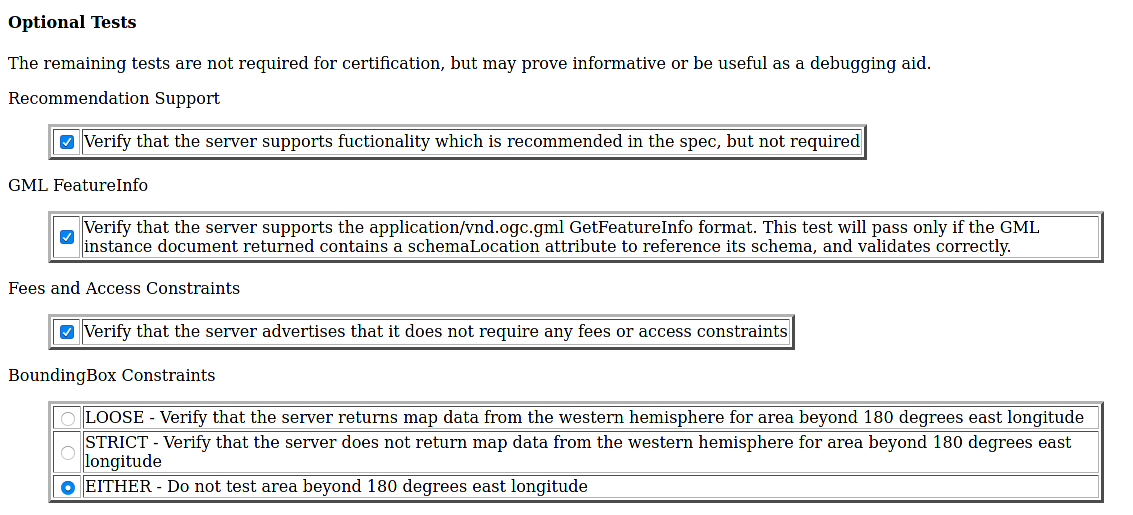 Optional Tests
The remaining tests are not required for certification, but may prove informative or be useful as a debugging aid.
Recommendation Support
Verify that the server supports fuctionality which is recommended in the spec, but not required
GML FeatureInfo
Verify that the server supports the application/vnd.ogc.gml GetFeatureInfo format. This test will pass only if the GML
instance document returned contains a schemaLocation attribute to reference its schema, and validates correctly.
Fees and Access Constraints
Verify that the server advertises that it does not require any fees or access constraints
BoundingBox Constraints
LOOSE - Verify that the server returns map data from the western hemisphere for area beyond 180 degrees east longitude
STRICT - Verify that the server does not return map data from the western hemisphere for area beyond 180 degrees east
longitude
EITHER - Do not test area beyond 180 degrees east longitude